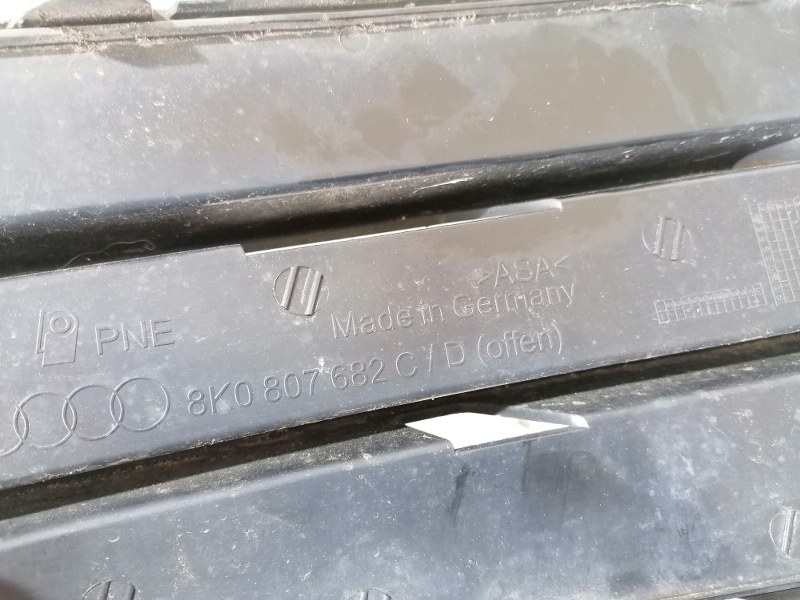 >ASA<
Made in Germany
PNE
8K0 807 682 C / D (offen)